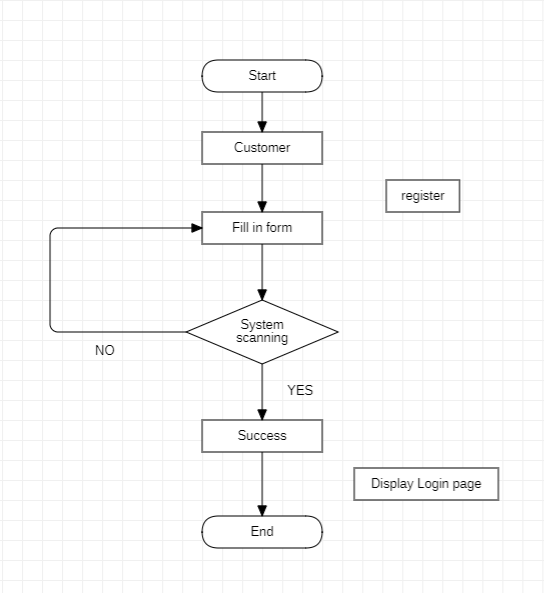 Start
Customer
register
Fill in form
System
scanning
NO
YES
Success
Display Login page
End